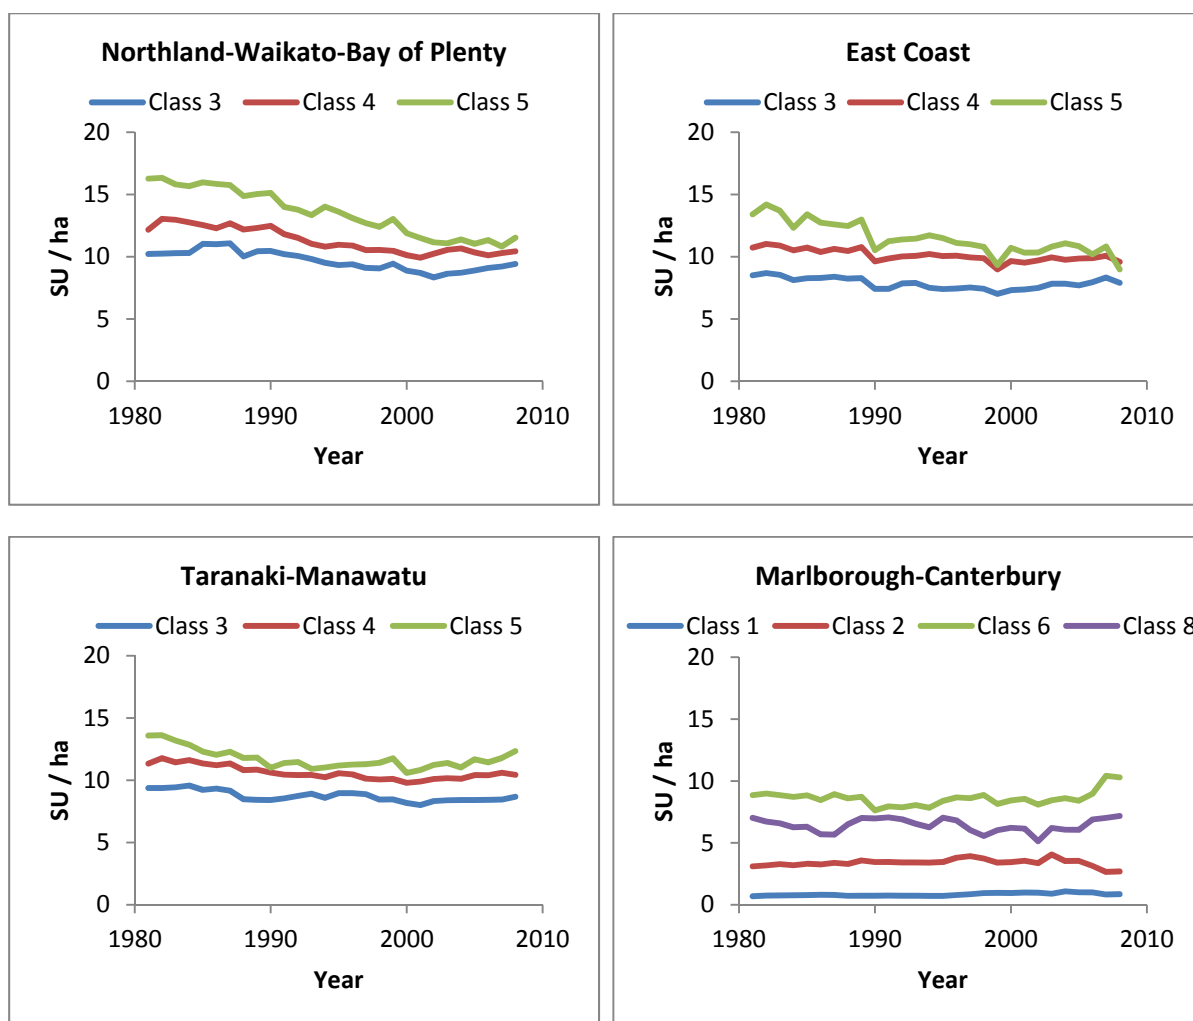 Northland-Waikato-Bay of Plenty
Class 3 Class 4 Class 5
20
15
10
5
0
SU / ha
1980 1990 2000 2010
Year
East Coast
Class 3 Class 4 Class 5
20
15
10
5
0
SU / ha
1980 1990 2000 2010
Year
Taranaki-Manawatu
Class 3 Class 4 Class 5
20
15
10
5
0
SU / ha
1980 1990 2000 2010
Year
Marlborough-Canterbury
Class 1 Class 2 Class 6 Class 8
20
15
10
5
0
SU / ha
1980 1990 2000 2010
Year